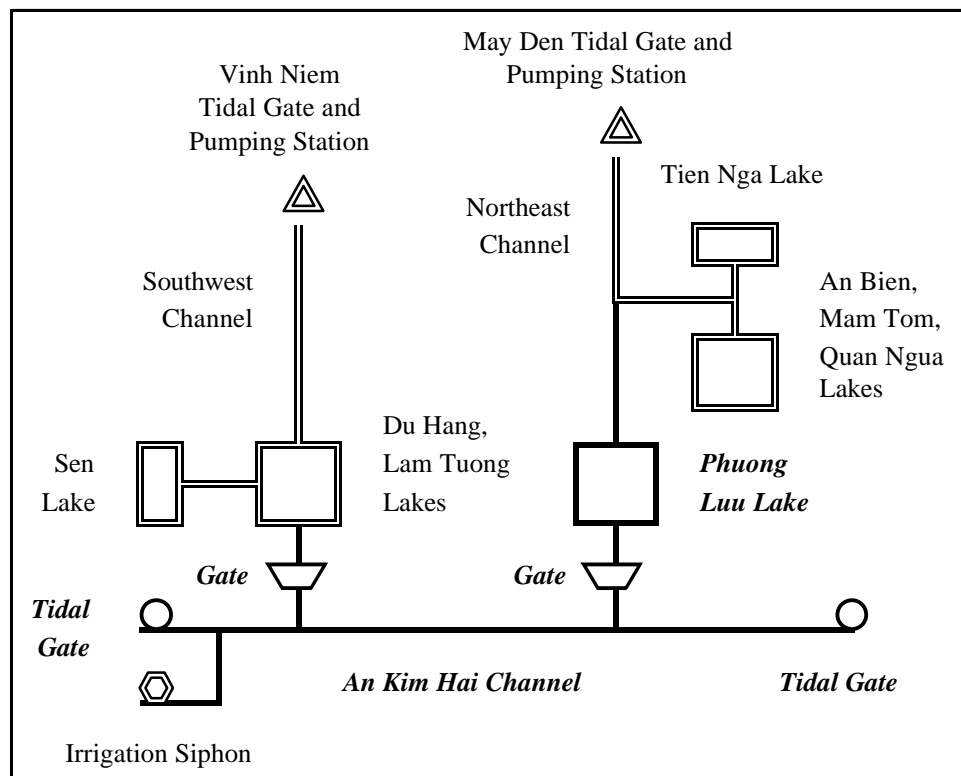 May Den Tidal Gate and
Pumping Station
Vinh Niem
Tidal Gate and
Pumping Station
Tien Nga Lake
Northeast
Channel
Southwest
Channel
An Bien,
Mam Tom,
Quan Ngua
Lakes
Sen
Lake
Du Hang,
Lam Tuong
Lakes
Phuong
Luu Lake
Gate
Gate
Tidal
Gate
An Kim Hai Channel
Tidal Gate
Irrigation Siphon